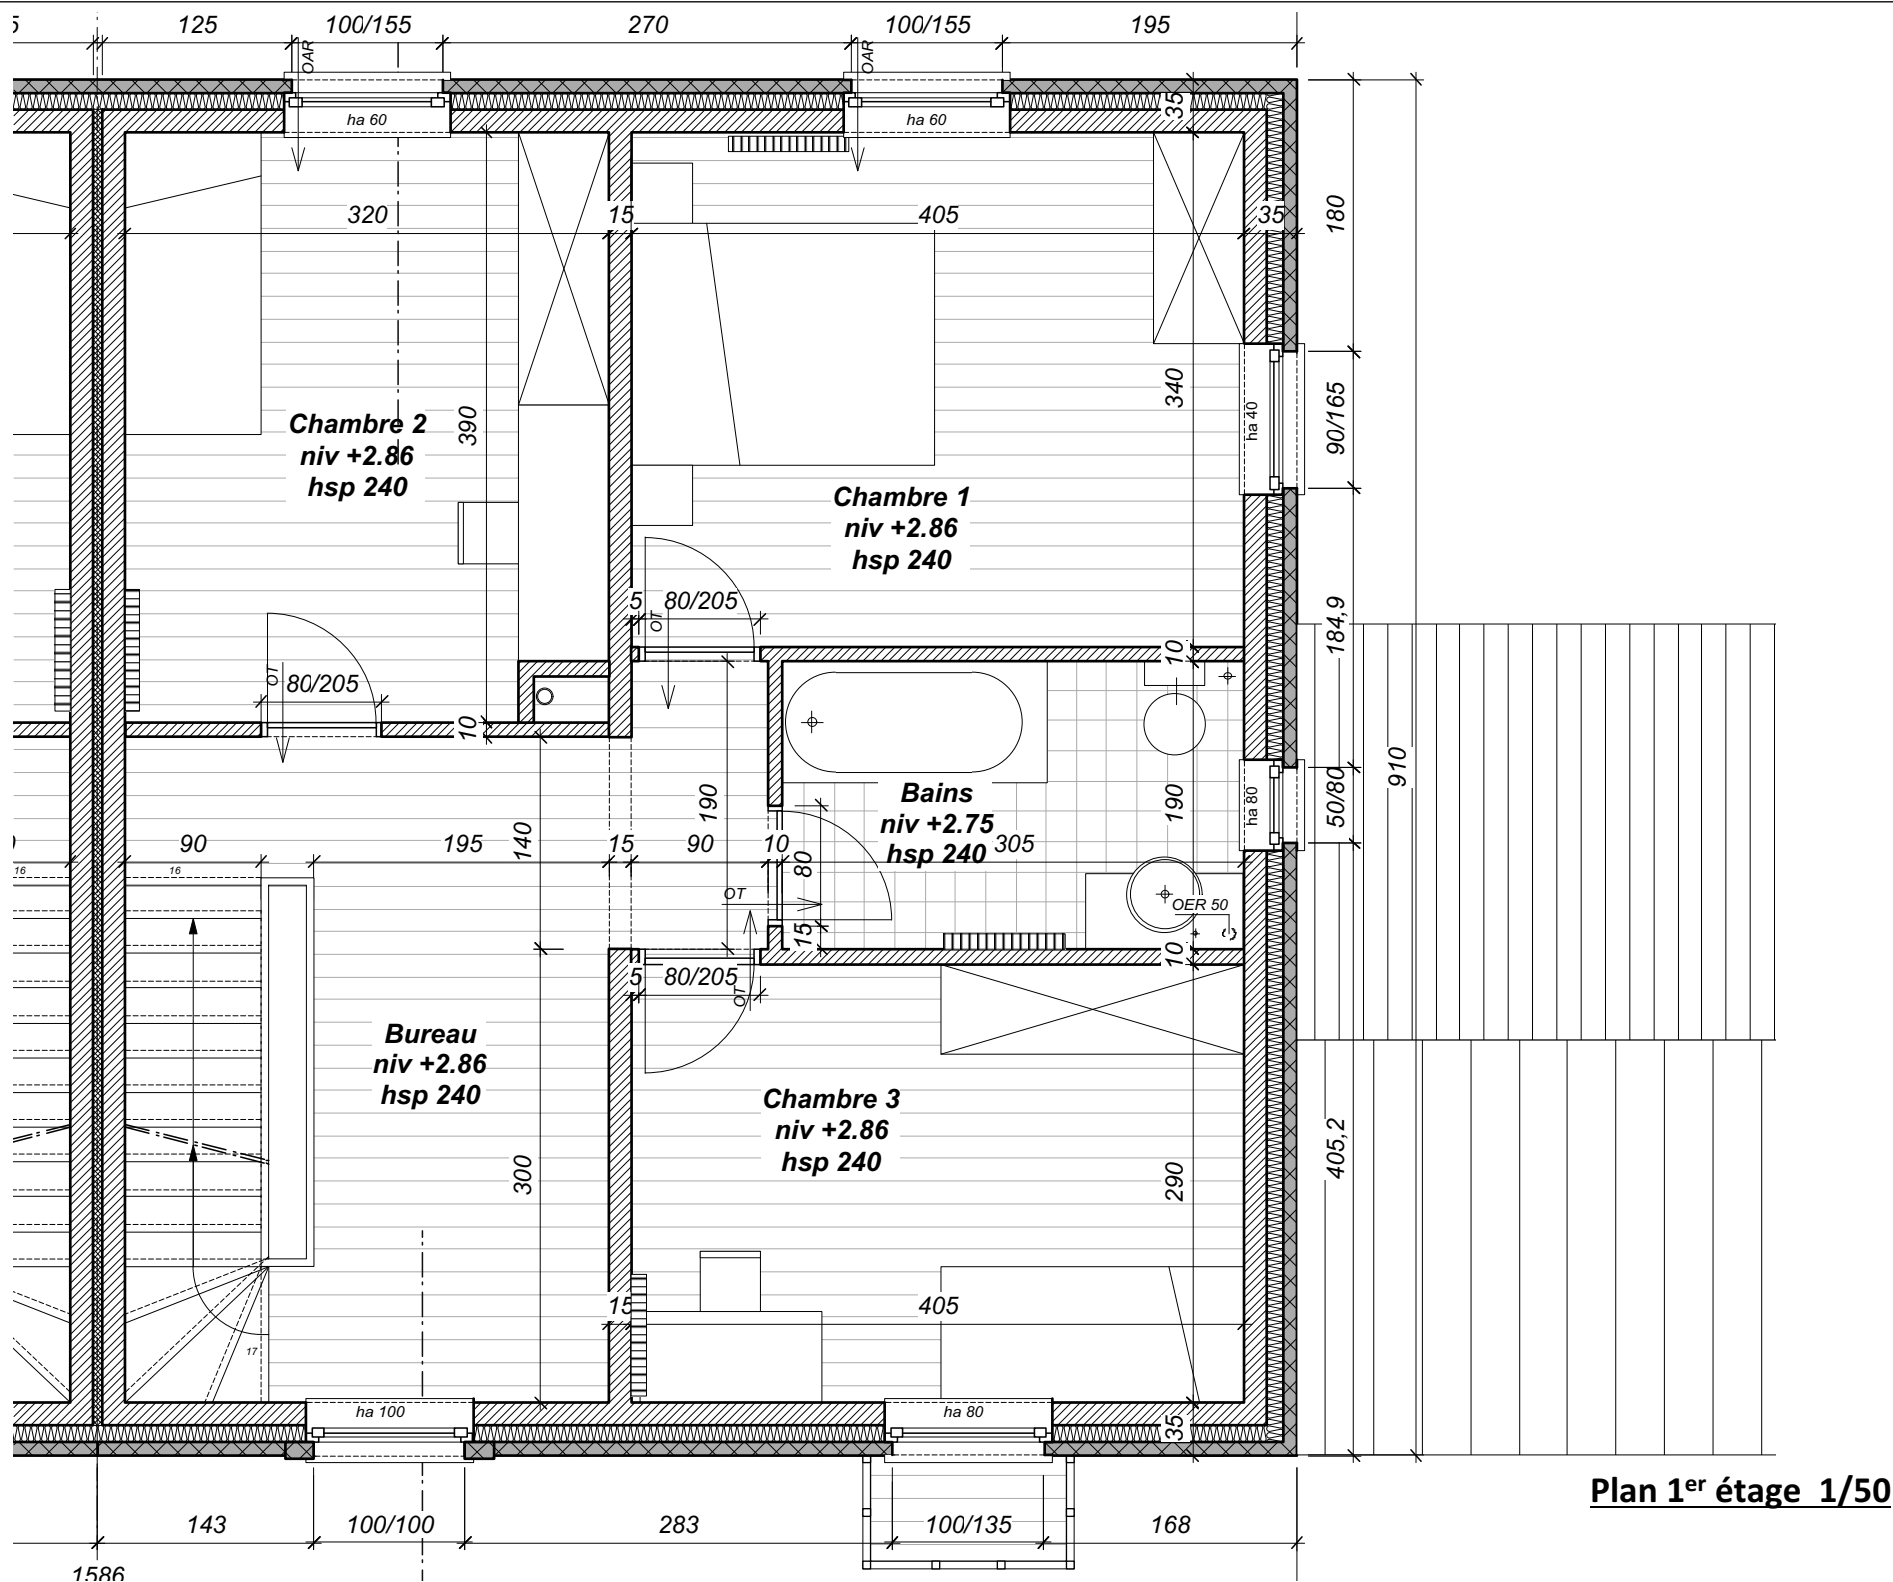 5
125
100/155
270
100/155
195
OAR
OAR
ha 60
ha 60
35
320
15
405
35
180
340
ha 40
90/165
390
Chambre 2
niv +2.86
hsp 240
Chambre 1
niv +2.86
hsp 240
5
80/205
OT
184,9
10
OT
80/205
10
910
190
Bains
niv +2.75
hsp 240
190
ha 80
50/80
90
195
140
15
90
10
80
305
16
16
OT
OER 50
15
10
5
80/205
OT
Bureau
niv +2.86
hsp 240
Chambre 3
niv +2.86
hsp 240
405,2
300
290
15
405
17
ha 100
ha 80
35
Plan 1er étage 1/50
143
100/100
283
100/135
168
1586